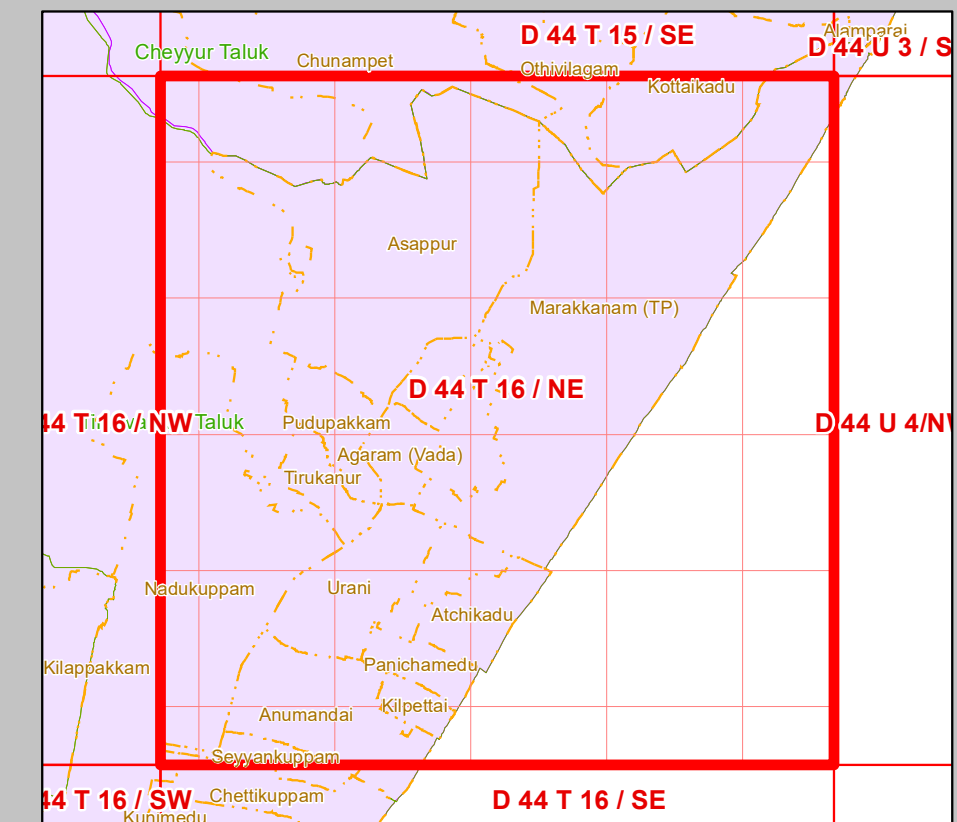 Alamparai
D 44 T 15 / SE
D 44 U 3 / S
Cheyyur Taluk
Chunampet
Othivilagam
Kottaikadu
Asappur
Marakkanam (TP)
D 44 T 16 / NE
44 T 16 / NW Taluk
Pudupakkam
D 44 U 4/NW
Agaram (Vada)
Tirukanur
Nadukuppam
Urani
Atchikadu
Kilappakkam
Panichamedu
Kilpettai
Anumandai
Seyyankuppam
44 T 16 / SW
Chettikuppam
D 44 T 16 / SE
Kunimedu